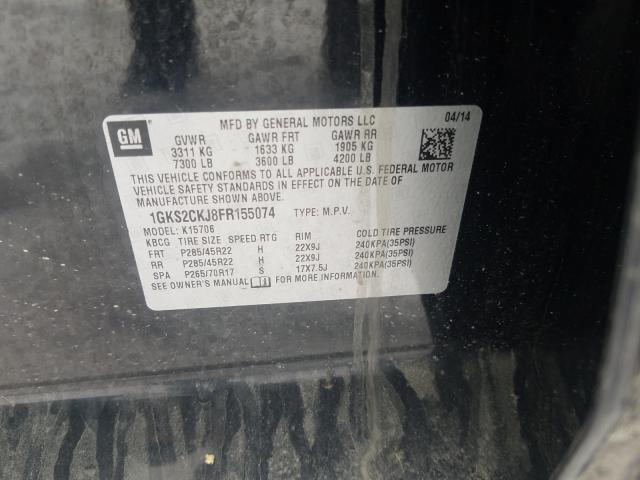 MFD BY GENERAL MOTORS LLC 04/14
GM
GVWR GAWR FRT GAWR RR
3311 KG 1633 KG 1905 KG
7300 LB 3600 LB 4200 LB
THIS VEHICLE CONFORMS TO ALL APPLICABLE U.S. FEDERAL MOTOR
VEHICLE SAFETY STANDARDS IN EFFECT ON THE DATE OF
MANUFACTURE SHOWN ABOVE.
1GKS2CKJ8FR155074 TYPE: M.P.V.
MODEL: K15706
KBCG TIRE SIZE SPEED RTG RIM COLD TIRE PRESSURE
FRT P285/45R22 H 22X9J 240KPA(35PSI)
RR P285/45R22 H 22X9J 240KPA(35PSI)
SPA P265/70R17 S 17X7.5J 240KPA(35PSI)
SEE OWNER'S MANUAL FOR MORE INFORMATION.